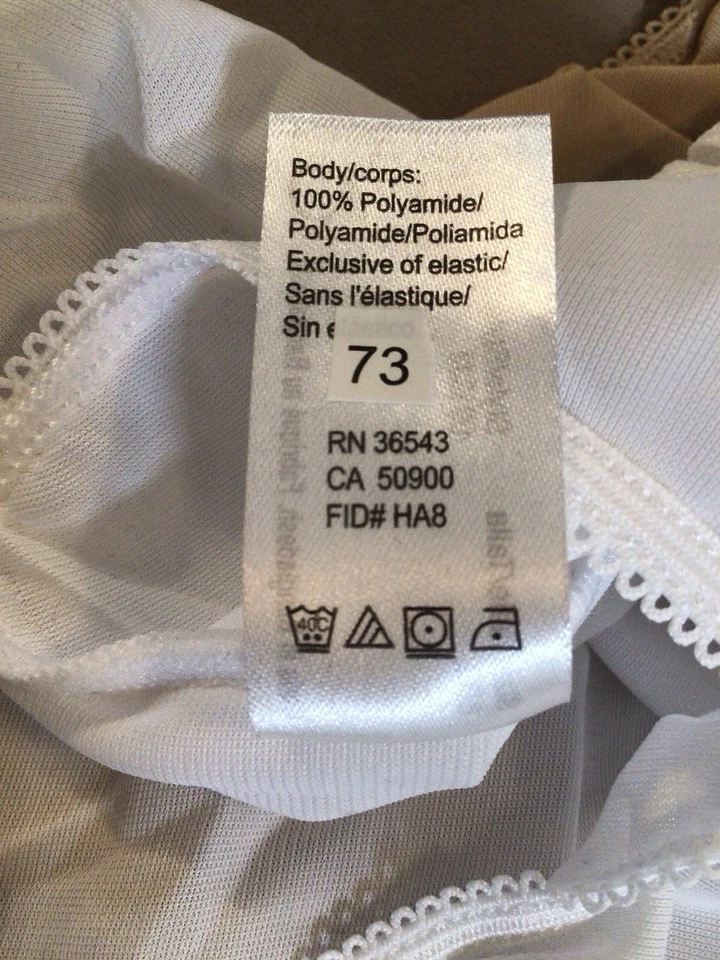 Body/corps:
100% Polyamide/
Polyamide/Poliamida
Exclusive of elastic/
Sans l'élastique/
Sin
73
RN 36543
CA 50900
FID# HA8
40C